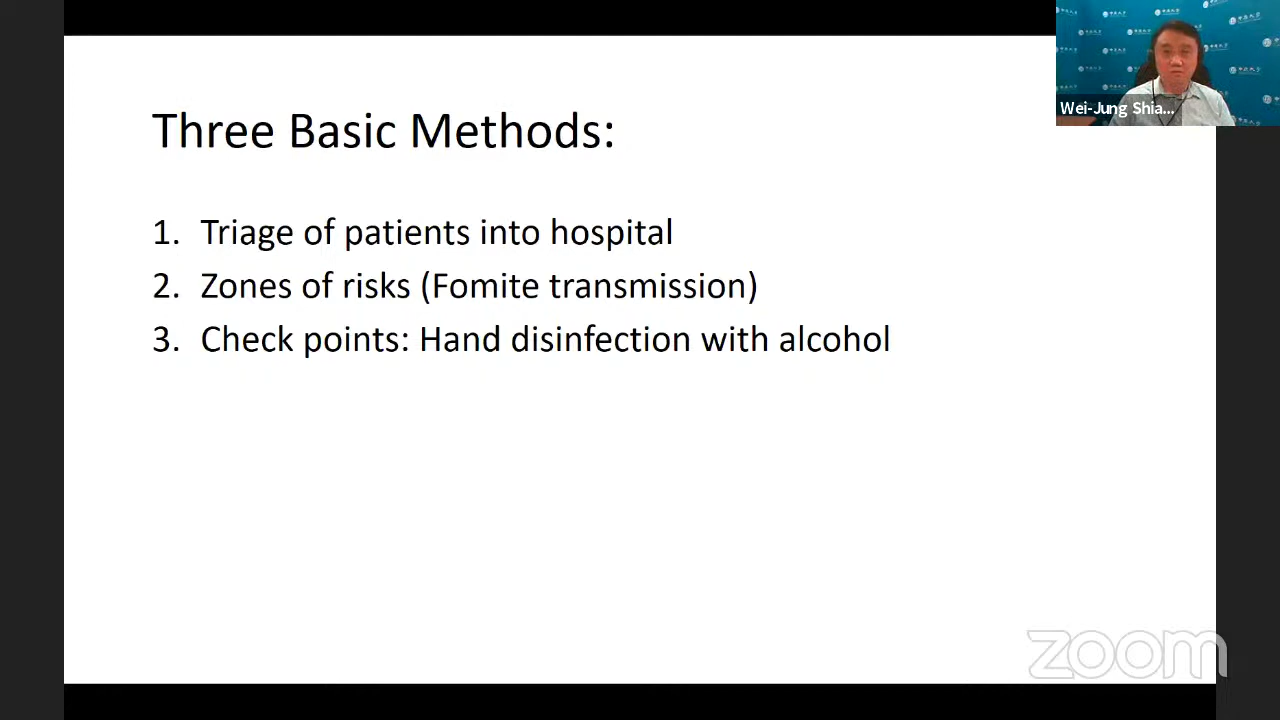 Three Basic Methods:
1. Triage of patients into hospital
2. Zones of risks (Fomite transmission)
3. Check points: Hand disinfection with alcohol
Wei-Jung Shia...
zoom